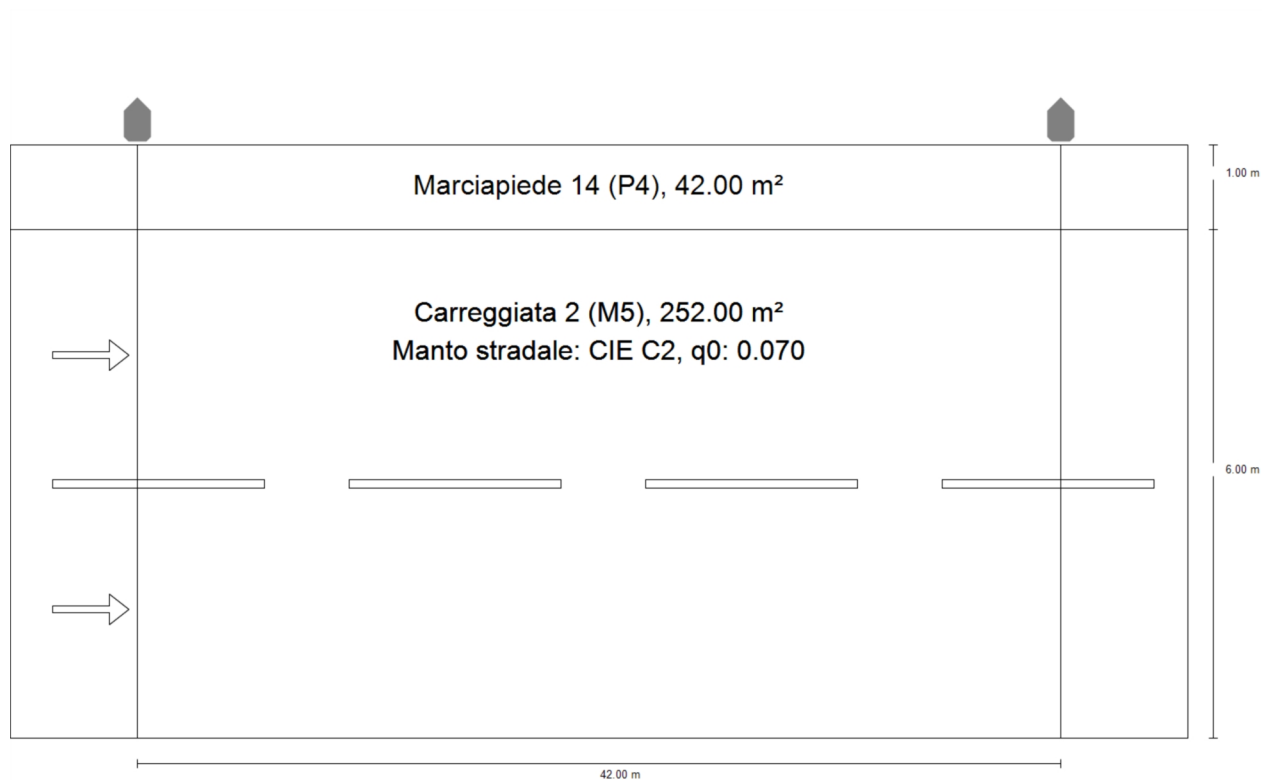 Marciapiede 14 (P4), 42.00 m²
1.00 m
Carreggiata 2 (M5), 252.00 m²
Manto stradale: CIE C2, q0: 0.070
6.00 m
42.00 m